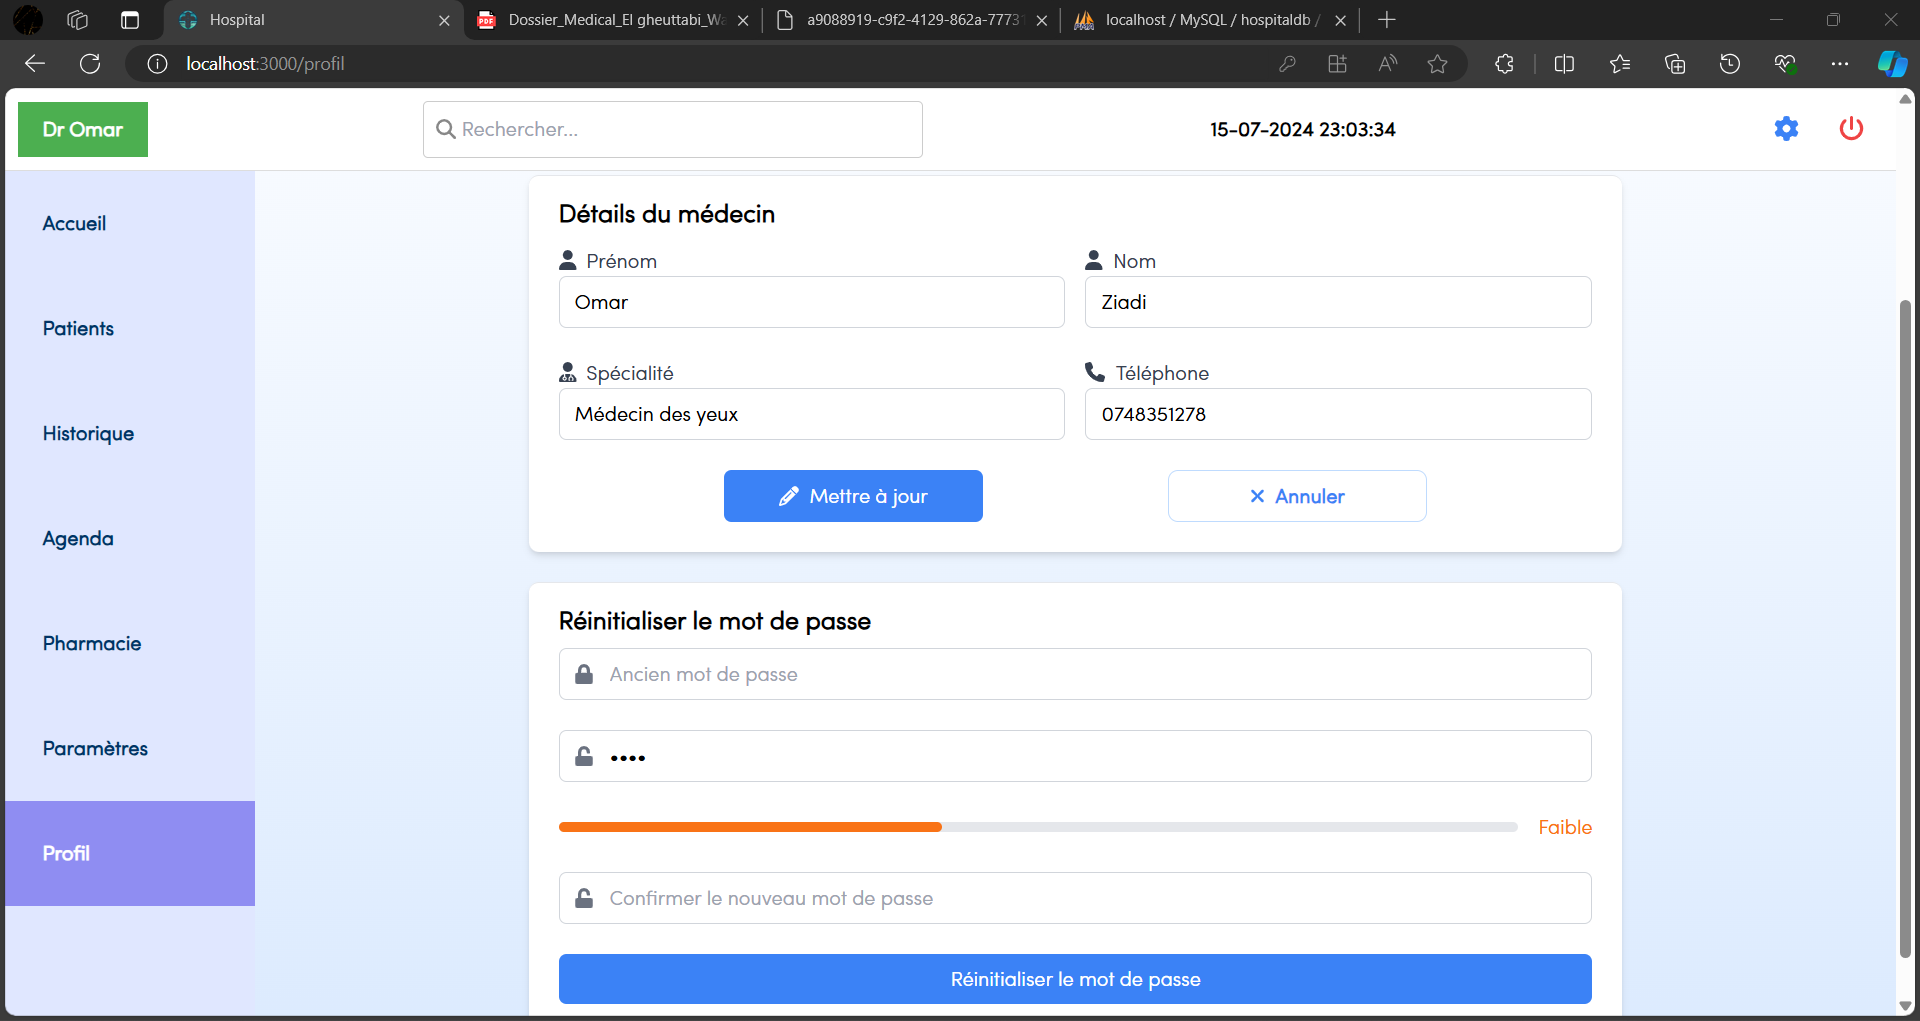 Hospital
Dossier_Medical_El gheuttabi_Wa
a9088919-c9f2-4129-862a-7773
localhost / MySQL / hospitaldb /
localhost:3000/profil
Dr Omar
Rechercher...
15-07-2024 23:03:34
Accueil
Patients
Historique
Agenda
Pharmacie
Paramètres
Profil
Détails du médecin
Prénom
Nom
Omar
Ziadi
Spécialité
Téléphone
Médecin des yeux
0748351278
Mettre à jour
Annuler
Réinitialiser le mot de passe
Ancien mot de passe
••••
Faible
Confirmer le nouveau mot de passe
Réinitialiser le mot de passe